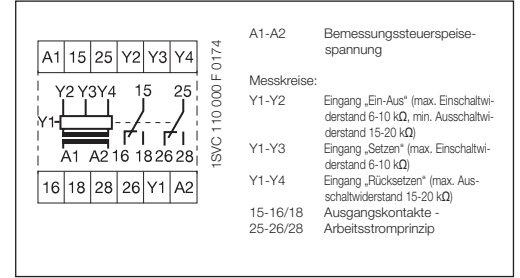 A1 15 25 Y2 Y3 Y4
Y2 Y3 Y4 15 25
Y1
A1 A2 16 18 26 28
16 18 28 26 Y1 A2
1SVC 110 000 F 0174
A1-A2 Bemessungssteuerspeise-
spannung
Messkreise:
Y1-Y2 Eingang „Ein-Aus“ (max. Einschaltwi-
derstand 6-10 kΩ, min. Ausschaltwi-
derstand 15-20 kΩ)
Y1-Y3 Eingang „Setzen“ (max. Einschaltwi-
derstand 6-10 kΩ)
Y1-Y4 Eingang „Rücksetzen“ (max. Aus-
schaltwiderstand 15-20 kΩ)
15-16/18 Ausgangskontakte -
25-26/28 Arbeitsstromprinzip